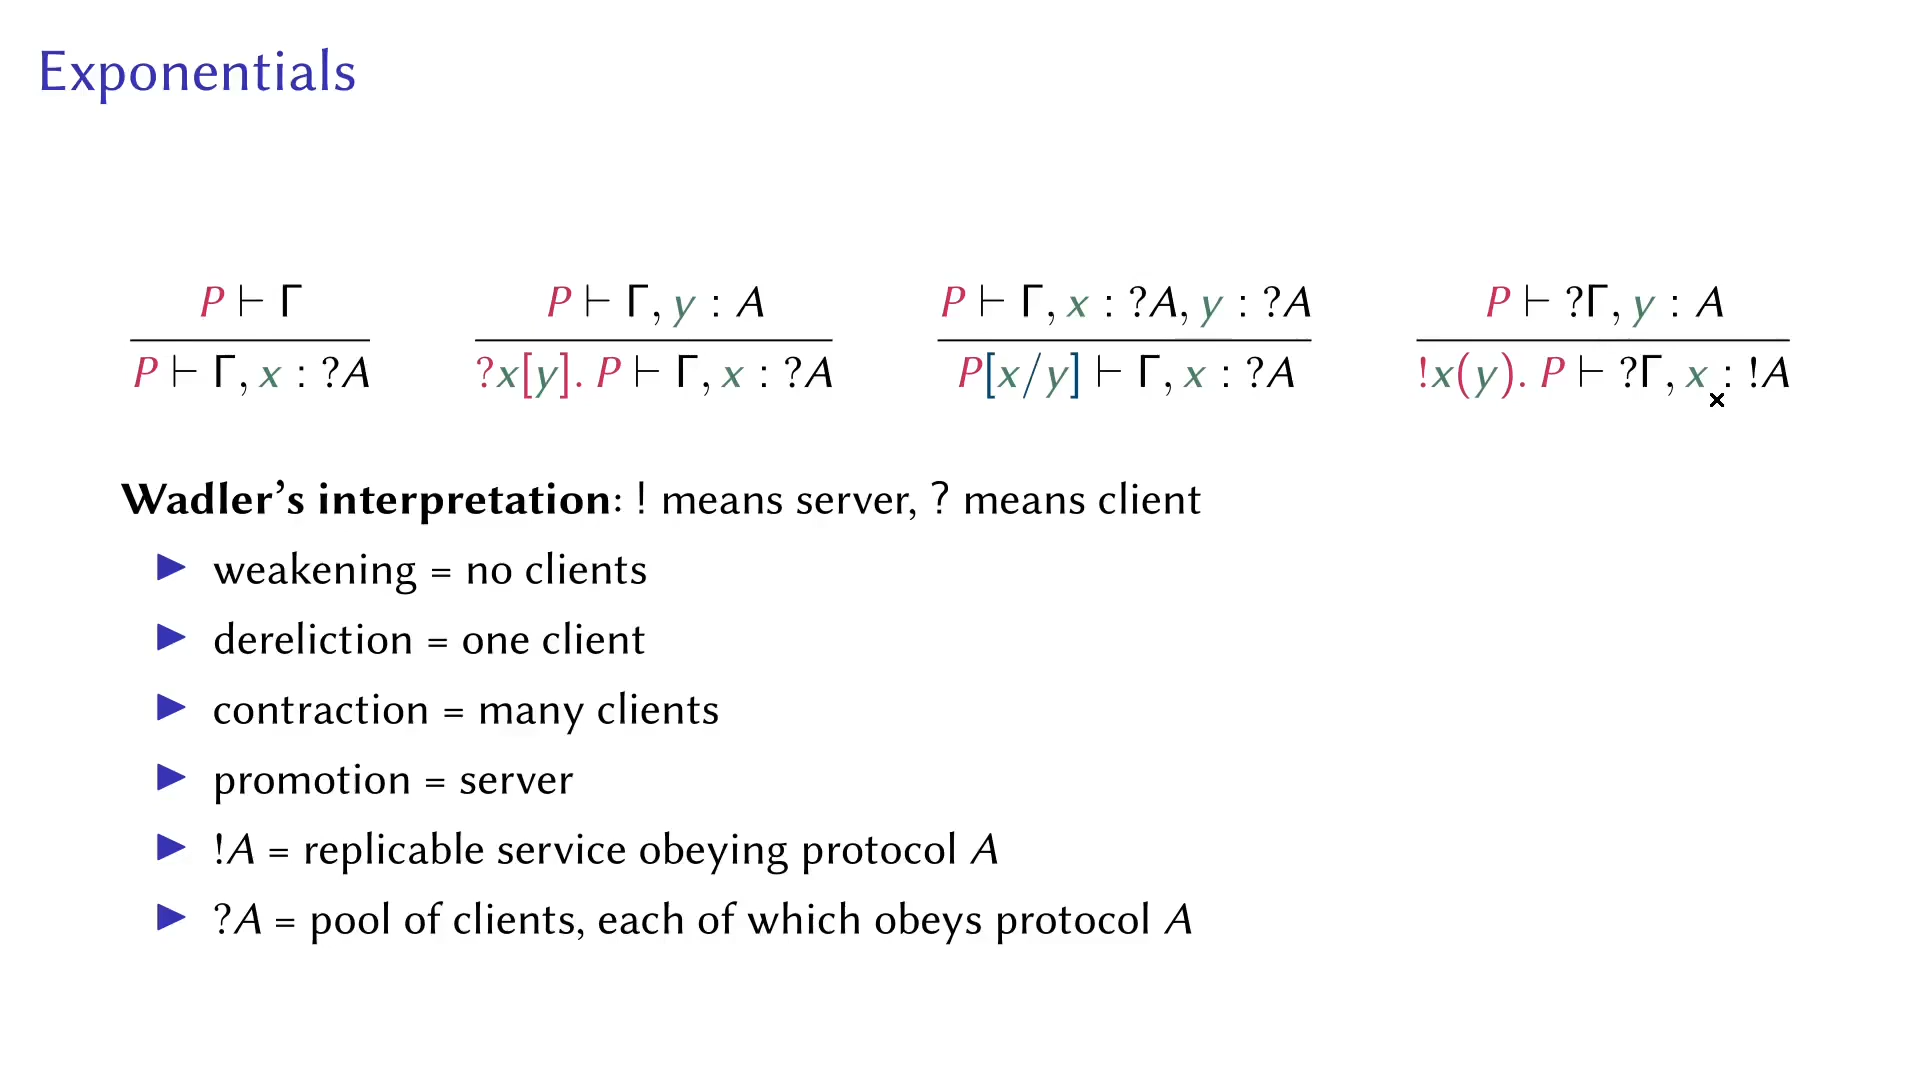 Exponentials
P ⊢ Γ
P ⊢ Γ, x : ?A
P ⊢ Γ, y : A
?x[y]. P ⊢ Γ, x : ?A
P ⊢ Γ, x : ?A, y : ?A
P[x/y] ⊢ Γ, x : ?A
P ⊢ ?Γ, y : A
!x(y). P ⊢ ?Γ, x : !A
Wadler’s interpretation: ! means server, ? means client
▶ weakening = no clients
▶ dereliction = one client
▶ contraction = many clients
▶ promotion = server
▶ !A = replicable service obeying protocol A
▶ ?A = pool of clients, each of which obeys protocol A